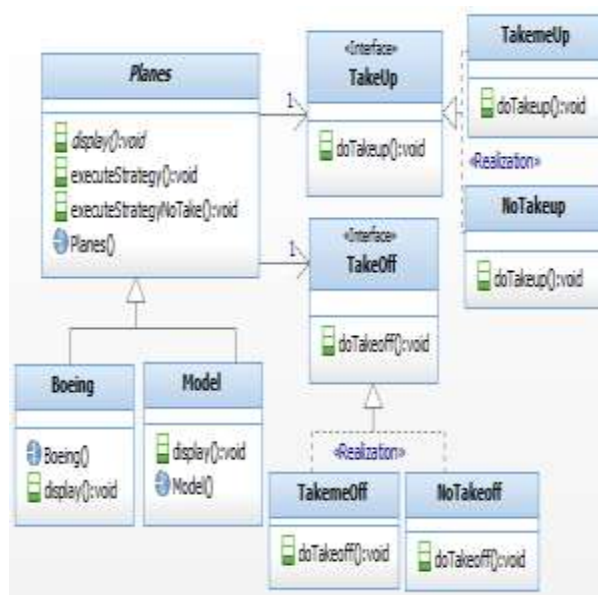 Planes
display():void
executeStrategy():void
executeStrategyNoTake():void
Planes()
1
1
«Interface»
TakeUp
doTakeup():void
TakemeUp
doTakeup():void
«Realization»
NoTakeup
doTakeup():void
«Interface»
TakeOff
doTakeoff():void
Boeing
Boeing()
display():void
Model
display():void
Model()
«Realization»
TakemeOff
doTakeoff():void
NoTakeoff
doTakeoff():void